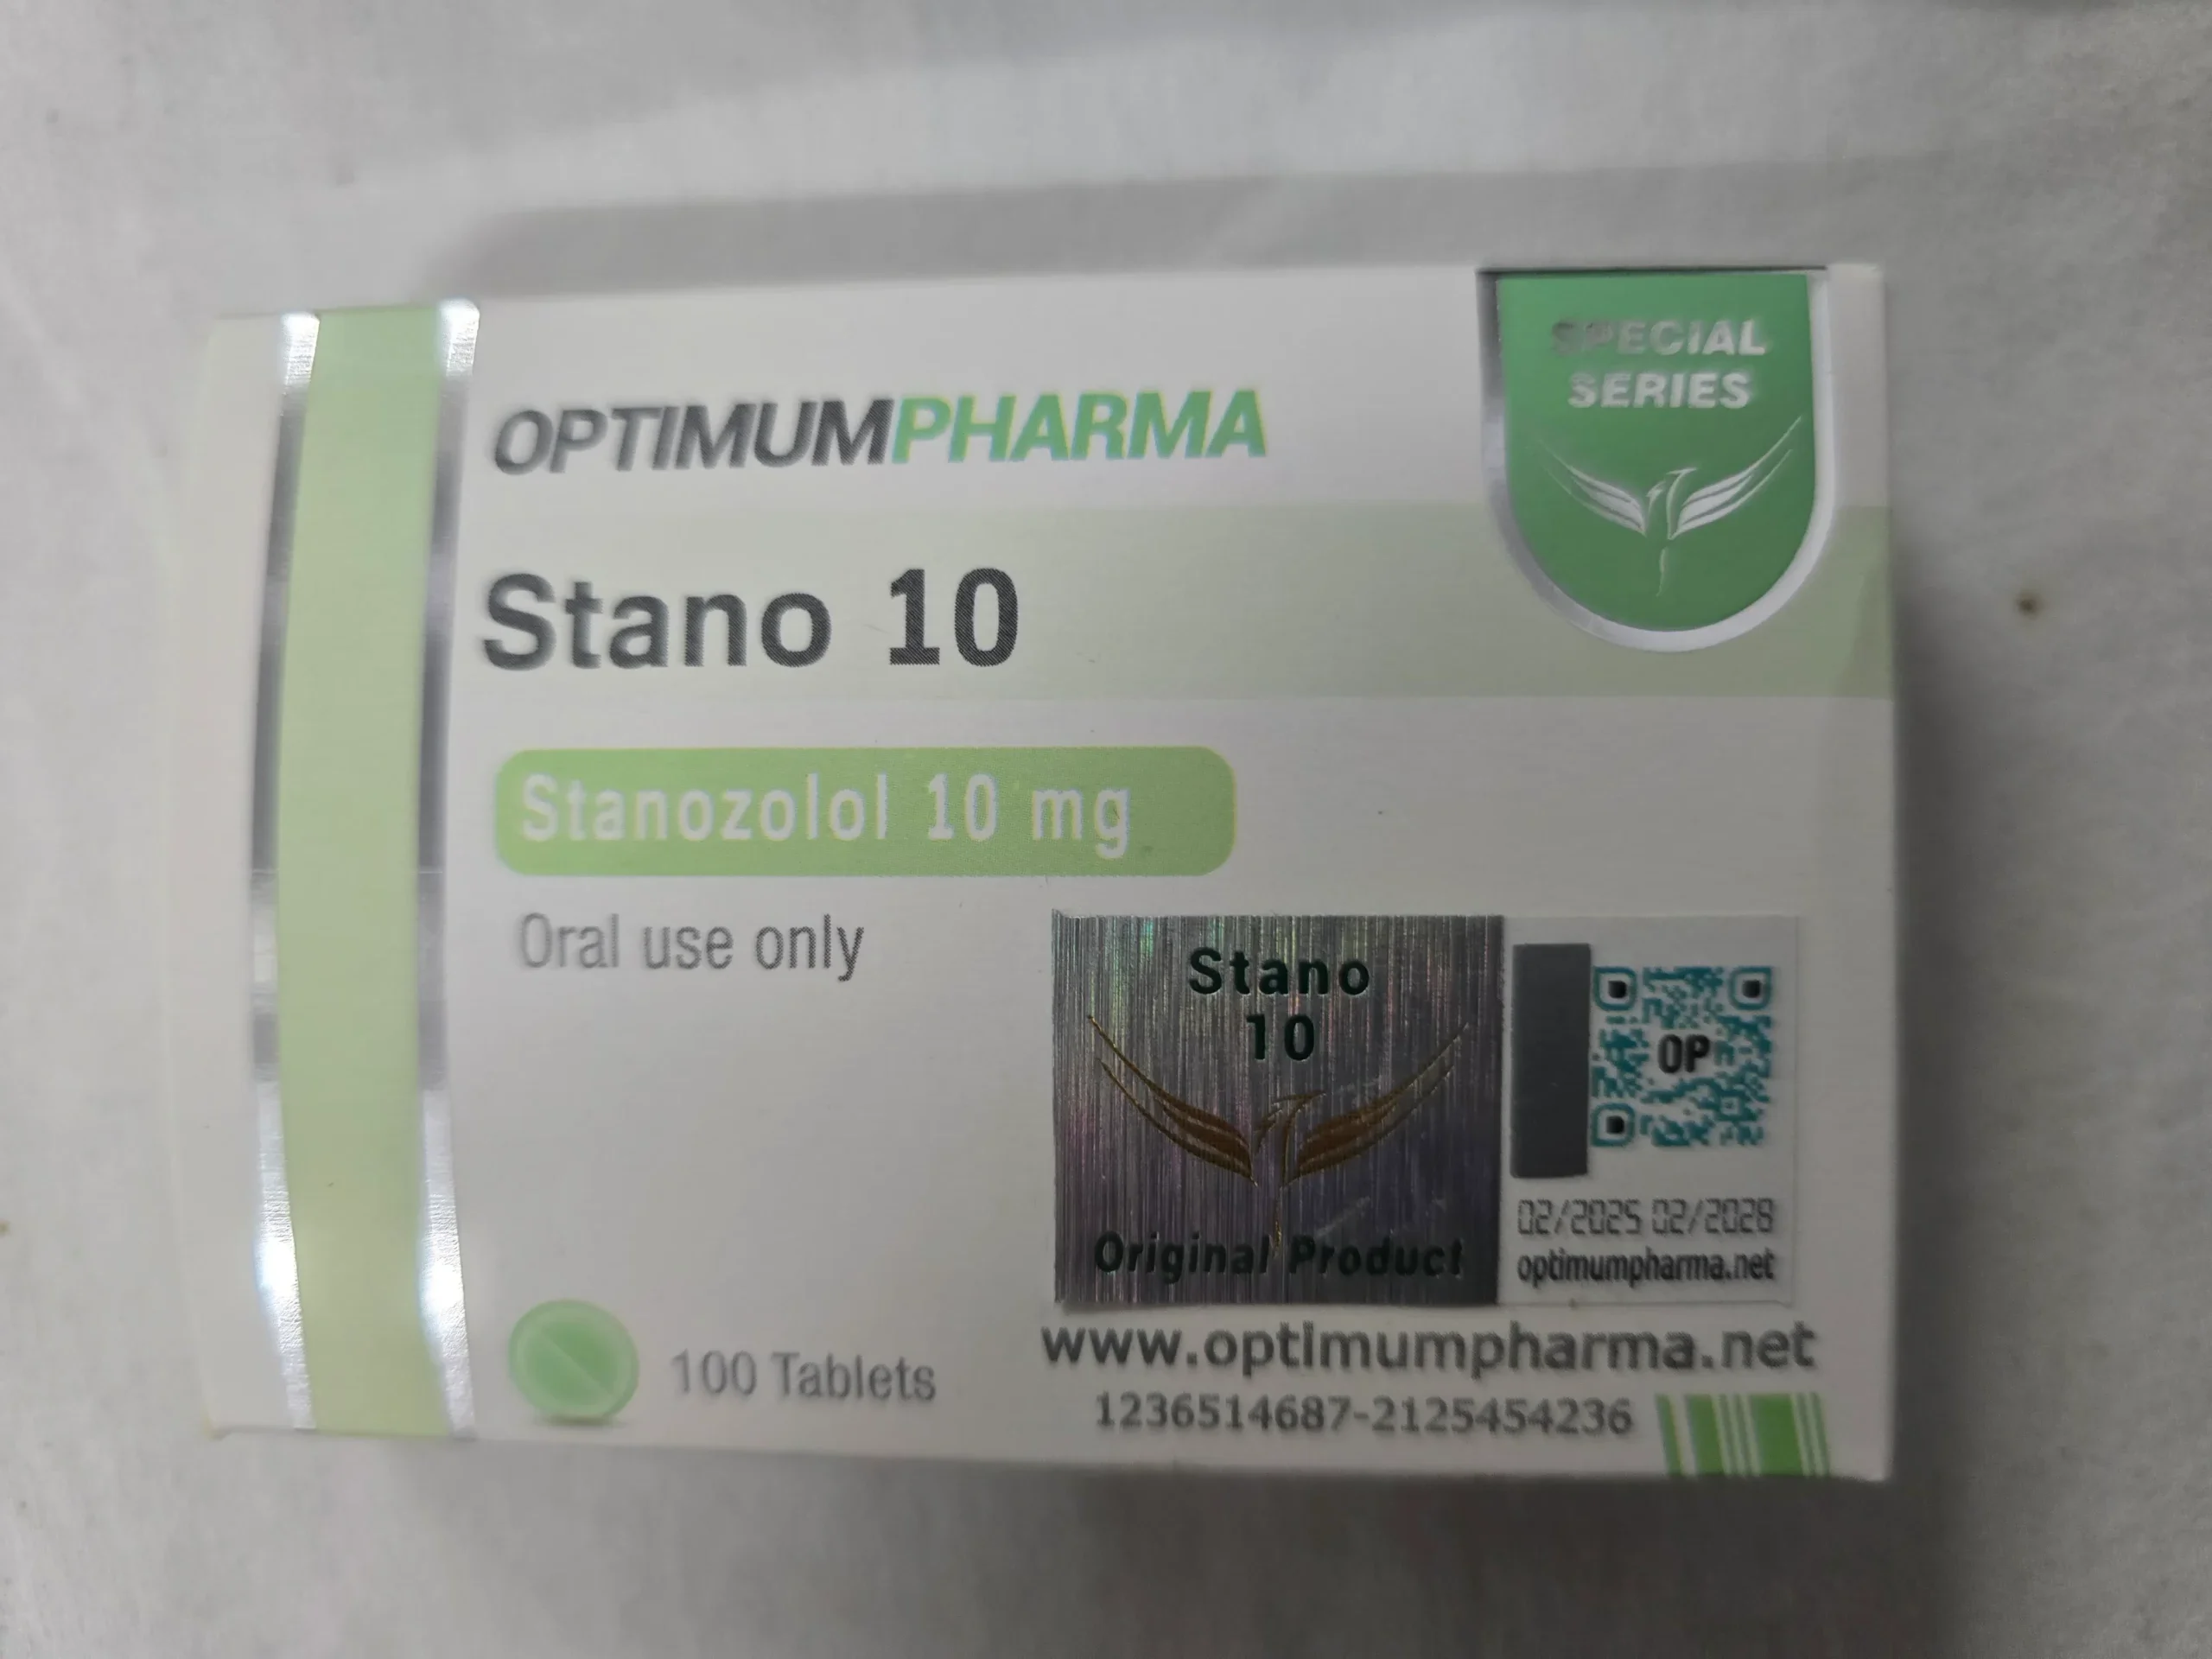 OPTIMUMPHARMA
SPECIAL
SERIES
Stano 10
Stanozolol 10 mg
Oral use only
Stano
10
Original Product
OP
02/2025 02/2028
optimumpharma.net
100 Tablets
www.optimumpharma.net
1236514687-2125454236